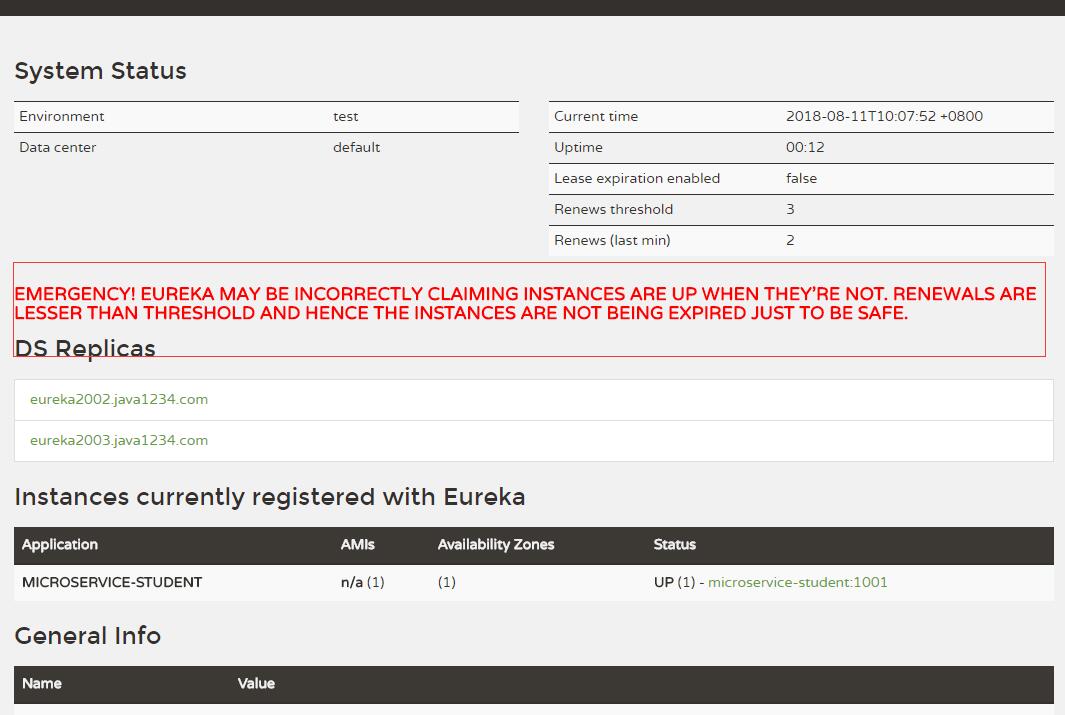 System Status
Environment test
Data center default
Current time 2018-08-11T10:07:52 +0800
Uptime 00:12
Lease expiration enabled false
Renews threshold 3
Renews (last min) 2
EMERGENCY! EUREKA MAY BE INCORRECTLY CLAIMING INSTANCES ARE UP WHEN THEY'RE NOT. RENEWALS ARE
LESSER THAN THRESHOLD AND HENCE THE INSTANCES ARE NOT BEING EXPIRED JUST TO BE SAFE.
DS Replicas
eureka2002.java1234.com
eureka2003.java1234.com
Instances currently registered with Eureka
Application AMIs Availability Zones Status
MICROSERVICE-STUDENT n/a (1) (1) UP (1) - microservice-student:1001
General Info
Name Value